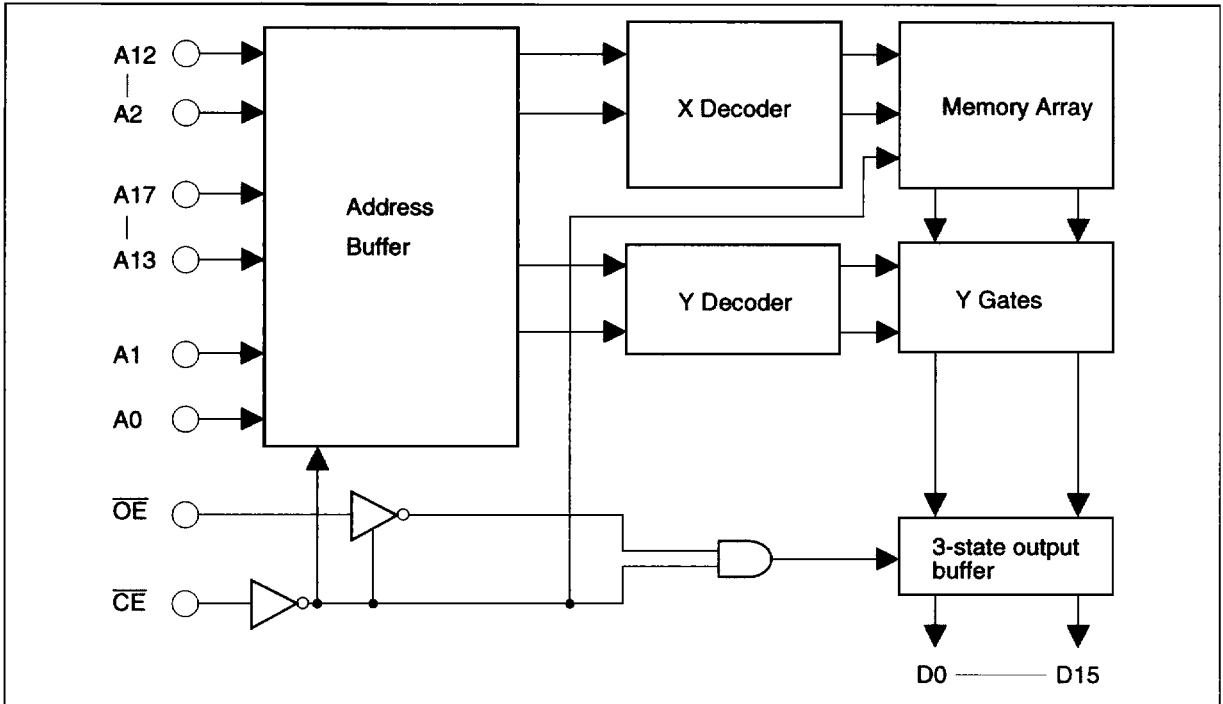 A12
A2
A17
A13
A1
A0
OE
CE
Address
Buffer
X Decoder
Y Decoder
Memory Array
Y Gates
3-state output
buffer
D0
D15